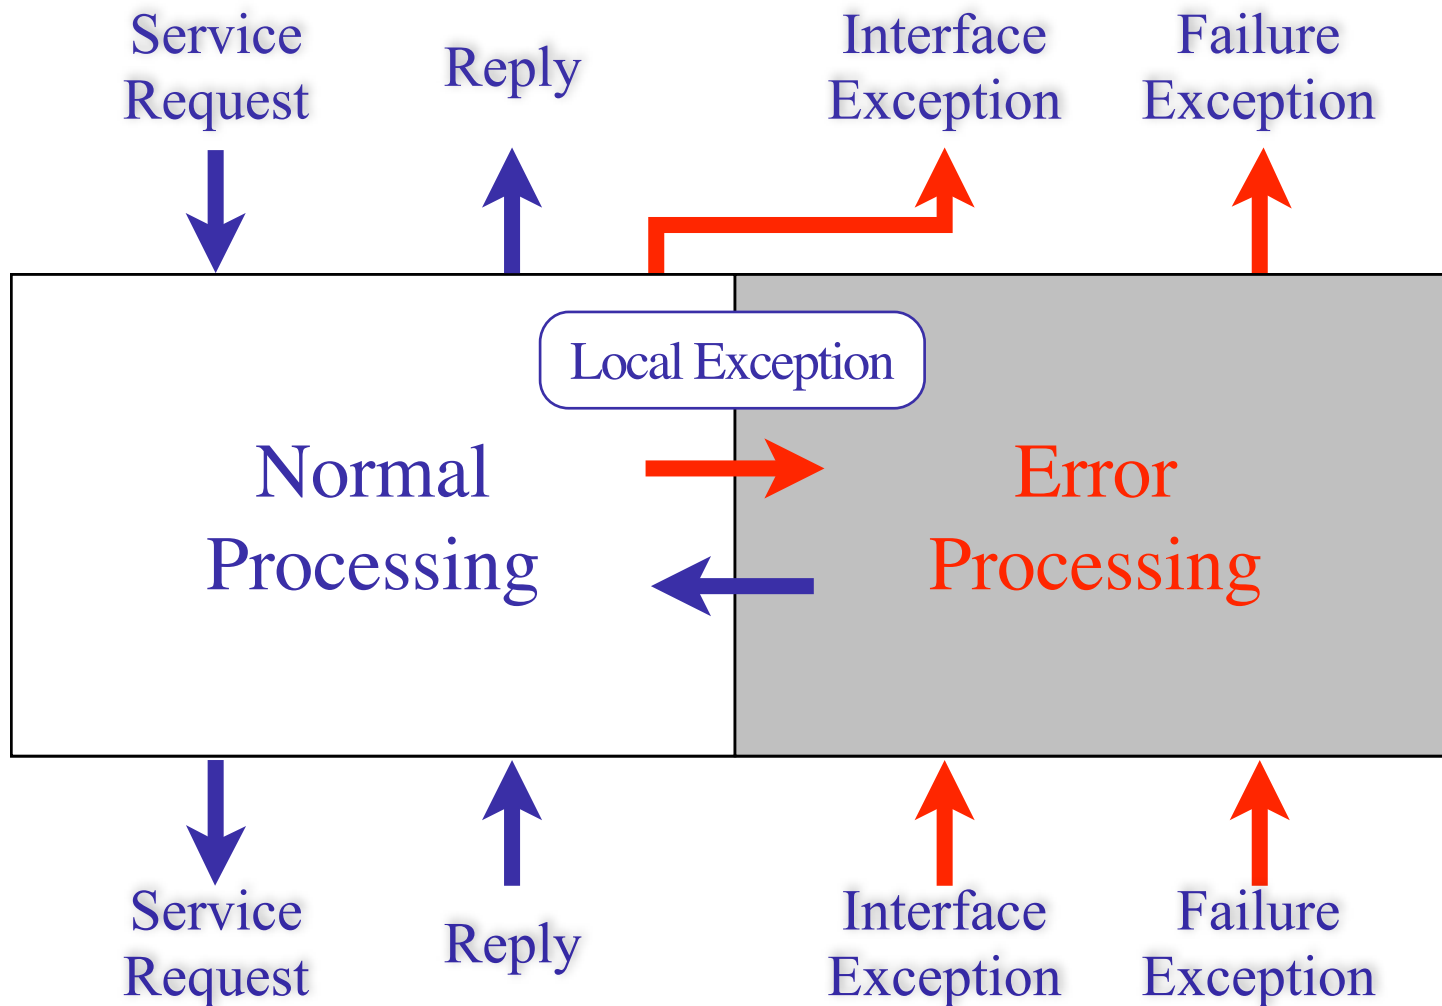 Service
Request
Reply
Interface
Exception
Failure
Exception
Local Exception
Normal
Processing
Error
Processing
Service
Request
Reply
Interface
Exception
Failure
Exception